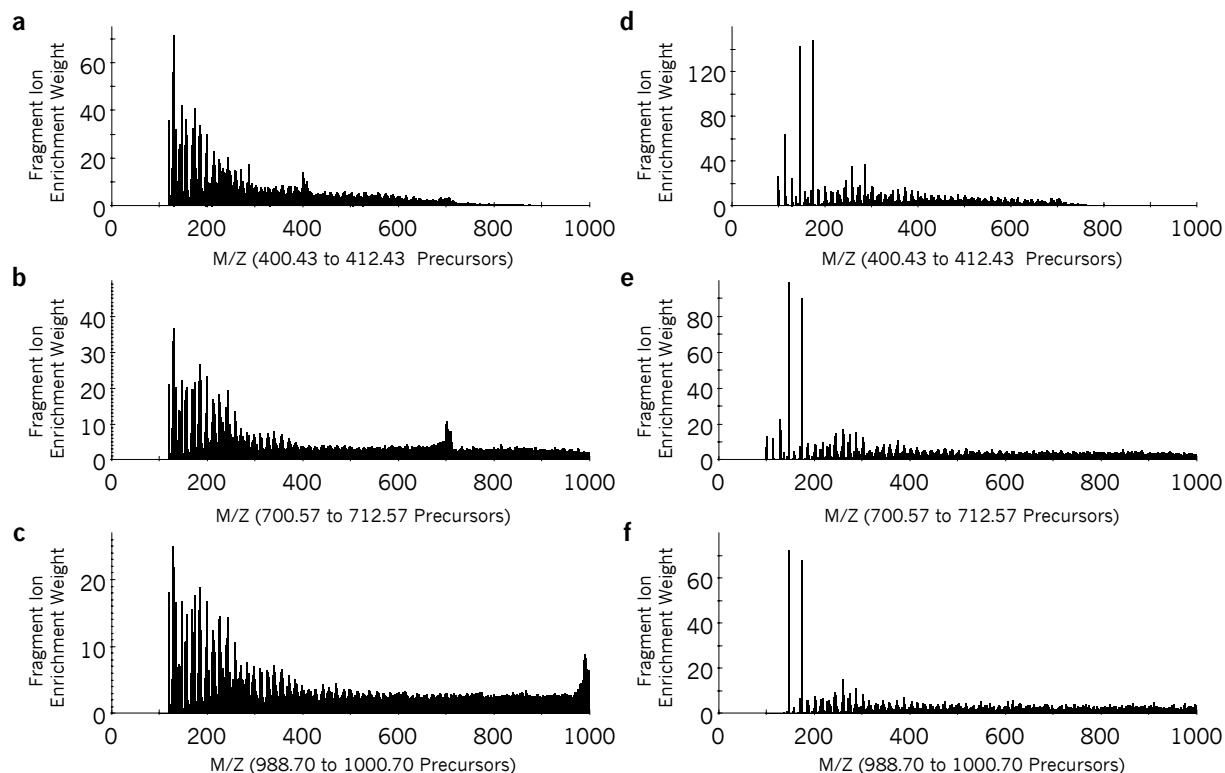 a
Fragment Ion
Enrichment Weight
60
40
20
0
0 200 400 600 800 1000
M/Z (400.43 to 412.43 Precursors)
b
Fragment Ion
Enrichment Weight
40
30
20
10
0
0 200 400 600 800 1000
M/Z (700.57 to 712.57 Precursors)
c
Fragment Ion
Enrichment Weight
20
10
0
0 200 400 600 800 1000
M/Z (988.70 to 1000.70 Precursors)
d
Fragment Ion
Enrichment Weight
120
80
40
0
0 200 400 600 800 1000
M/Z (400.43 to 412.43 Precursors)
e
Fragment Ion
Enrichment Weight
80
60
40
20
0
0 200 400 600 800 1000
M/Z (700.57 to 712.57 Precursors)
f
Fragment Ion
Enrichment Weight
60
40
20
0
0 200 400 600 800 1000
M/Z (988.70 to 1000.70 Precursors)